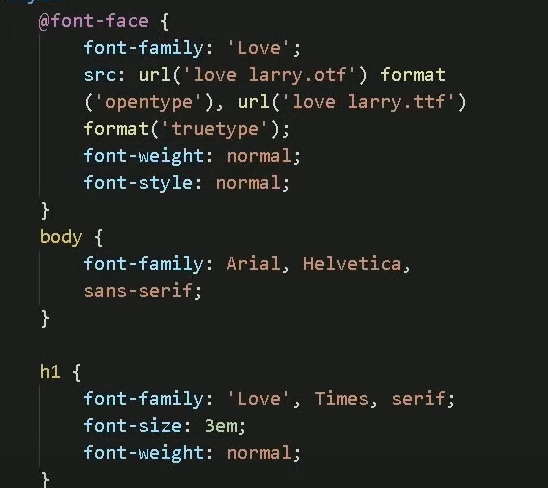 @font-face {
font-family: 'Love';
src: url('love larry.otf') format
('opentype'), url('love larry.ttf')
format('truetype');
font-weight: normal;
font-style: normal;
}
body {
font-family: Arial, Helvetica,
sans-serif;
}
h1 {
font-family: 'Love', Times, serif;
font-size: 3em;
font-weight: normal;
}